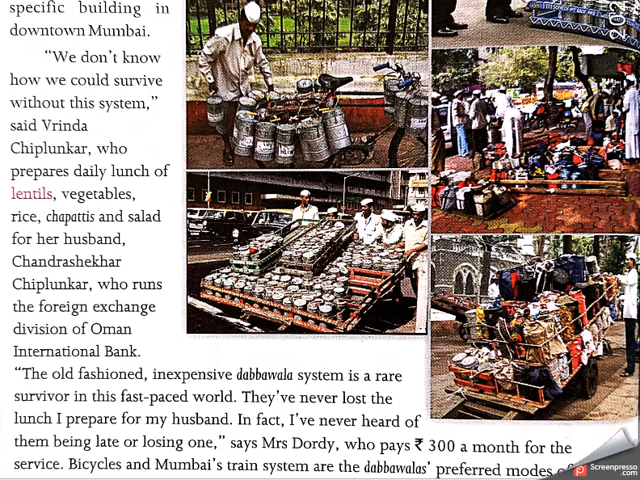 specific building in
downtown Mumbai.
“We don’t know
how we could survive
without this system,”
said Vrinda
Chiplunkar, who
prepares daily lunch of
lentils, vegetables,
rice, chapattis and salad
for her husband,
Chandrashekhar
Chiplunkar, who runs
the foreign exchange
division of Oman
International Bank.
“The old fashioned, inexpensive dabbawala system is a rare
survivor in this fast-paced world. They’ve never lost the
lunch I prepare for my husband. In fact, I’ve never heard of
them being late or losing one,” says Mrs Dordy, who pays ₹ 300 a month for the
service. Bicycles and Mumbai’s train system are the dabbawalas’ preferred modes of
Screenpresso
.com